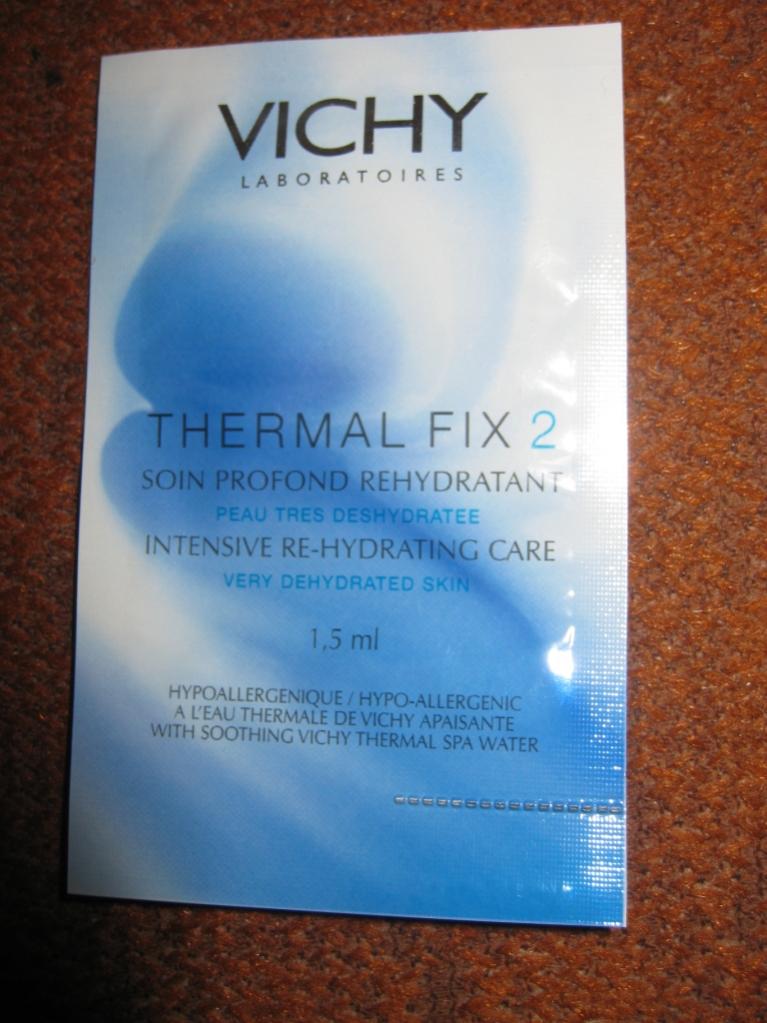 VICHY
LABORATOIRES
THERMAL FIX 2
SOIN PROFOND REHYDRATANT
PEAU TRES DESHYDRATEE
INTENSIVE RE-HYDRATING CARE
VERY DEHYDRATED SKIN
1,5 ml
HYPOALLERGENIQUE / HYPO-ALLERGENIC
A L'EAU THERMALE DE VICHY APAISANTE
WITH SOOTHING VICHY THERMAL SPA WATER